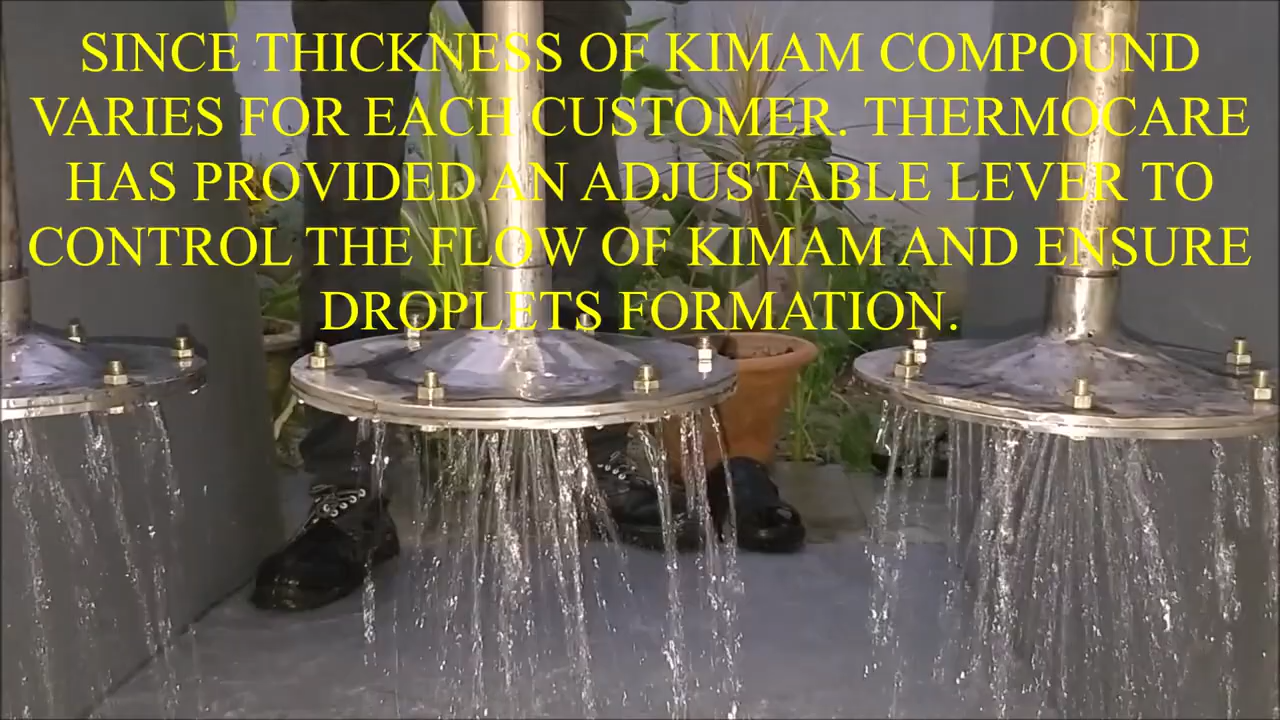 SINCE THICKNESS OF KIMAM COMPOUND
VARIES FOR EACH CUSTOMER. THERMOCARE
HAS PROVIDED AN ADJUSTABLE LEVER TO
CONTROL THE FLOW OF KIMAM AND ENSURE
DROPLETS FORMATION.